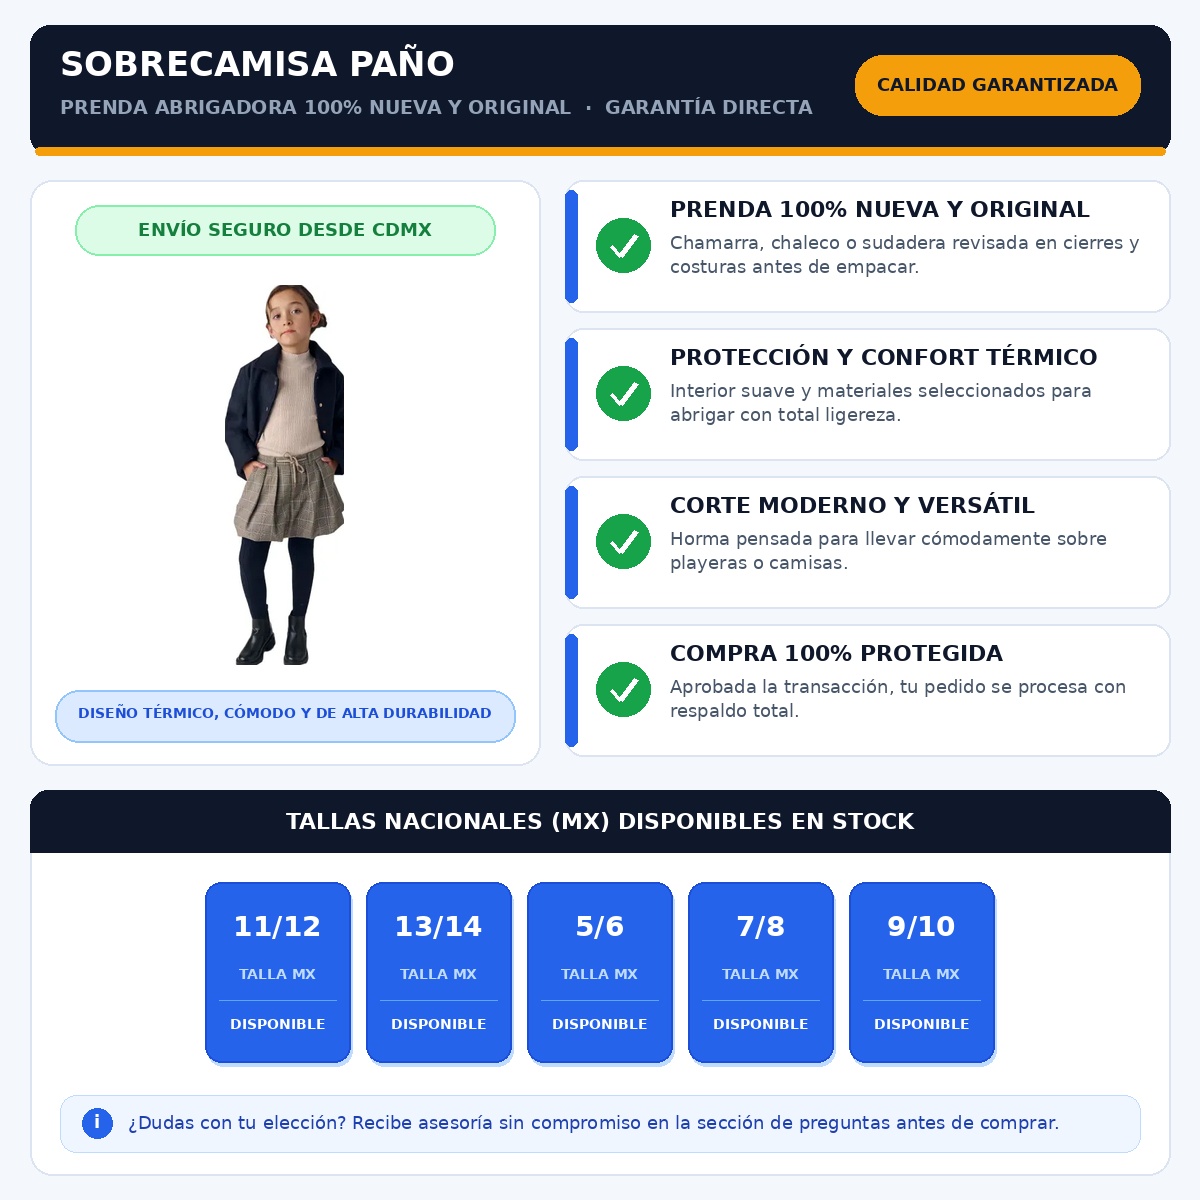 SOBRECAMISA PAÑO
PRENDA ABRIGADORA 100% NUEVA Y ORIGINAL · GARANTÍA DIRECTA
CALIDAD GARANTIZADA
ENVÍO SEGURO DESDE CDMX
DISEÑO TÉRMICO, CÓMODO Y DE ALTA DURABILIDAD
PRENDA 100% NUEVA Y ORIGINAL
Chamarra, chaleco o sudadera revisada en cierres y
costuras antes de empacar.
PROTECCIÓN Y CONFORT TÉRMICO
Interior suave y materiales seleccionados para
abrigar con total ligereza.
CORTE MODERNO Y VERSÁTIL
Horma pensada para llevar cómodamente sobre
playeras o camisas.
COMPRA 100% PROTEGIDA
Aprobada la transacción, tu pedido se procesa con
respaldo total.
TALLAS NACIONALES (MX) DISPONIBLES EN STOCK
11/12
TALLA MX
DISPONIBLE
13/14
TALLA MX
DISPONIBLE
5/6
TALLA MX
DISPONIBLE
7/8
TALLA MX
DISPONIBLE
9/10
TALLA MX
DISPONIBLE
i
¿Dudas con tu elección? Recibe asesoría sin compromiso en la sección de preguntas antes de comprar.